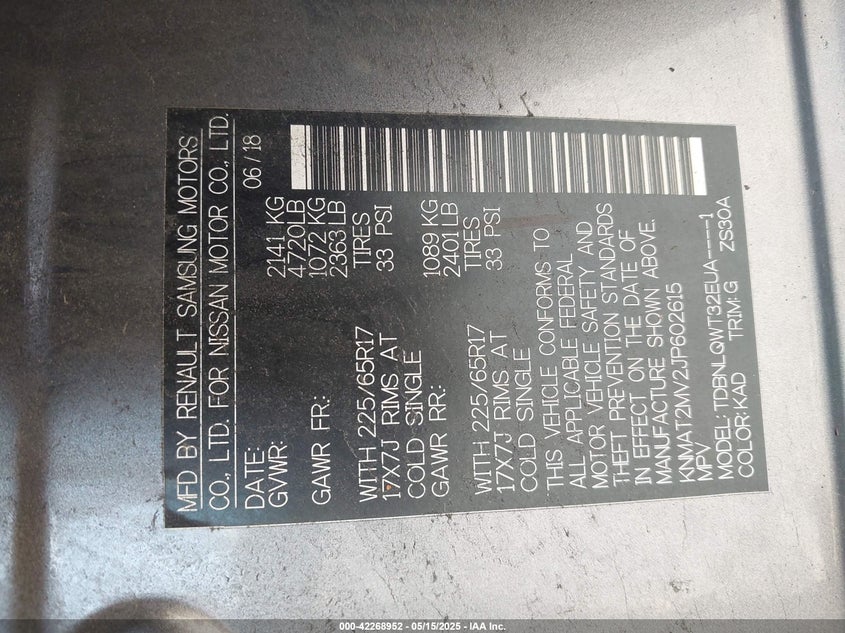 MFD BY RENAULT SAMSUNG MOTORS
CO., LTD. FOR NISSAN MOTOR CO., LTD.
DATE: 06 / 18
GVWR: 2141 KG
4720LB
GAWR FR: 1072 KG
2363 LB
WITH 225/65R17 TIRES
17X7J RIMS AT 33 PSI
COLD SINGLE
GAWR RR: 1089 KG
2401 LB
WITH 225/65R17 TIRES
17X7J RIMS AT 33 PSI
COLD SINGLE
THIS VEHICLE CONFORMS TO
ALL APPLICABLE FEDERAL
MOTOR VEHICLE SAFETY AND
THEFT PREVENTION STANDARDS
IN EFFECT ON THE DATE OF
MANUFACTURE SHOWN ABOVE.
KNMAT2MV2JP602615
MPV
MODEL: TDBNLQWT32EUA----1
COLOR: KAD TRIM: G ZS30A
000-42268952 - 05/15/2025 - IAA Inc.